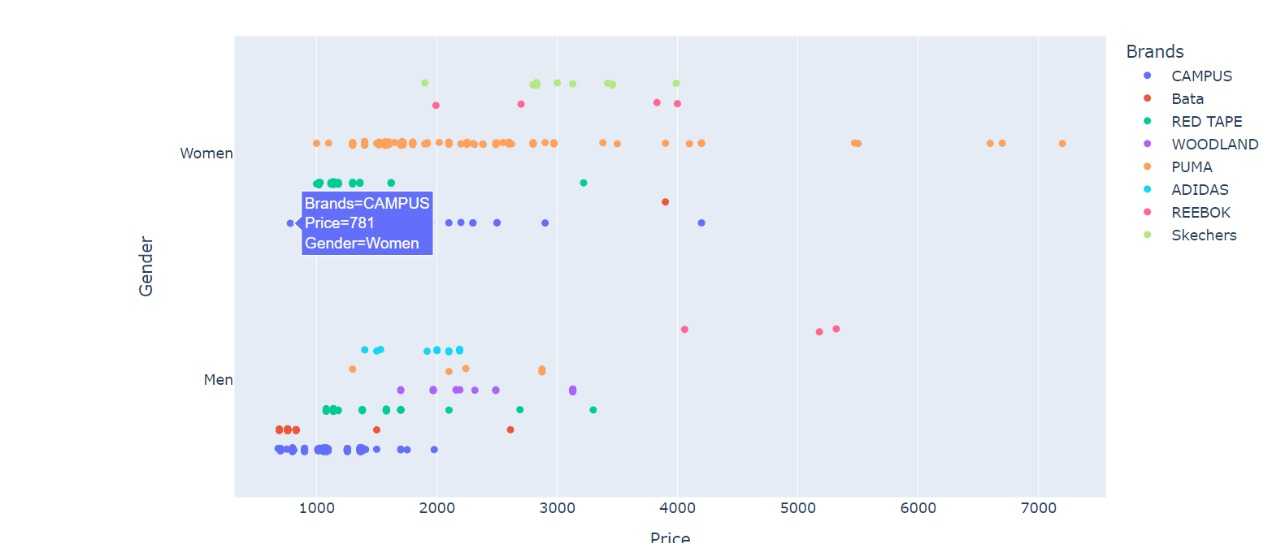 Brands
CAMPUS
Bata
RED TAPE
WOODLAND
PUMA
ADIDAS
REEBOK
Skechers
Women
Brands=CAMPUS
Price=781
Gender=Women
Gender
Men
1000 2000 3000 4000 5000 6000 7000
Price